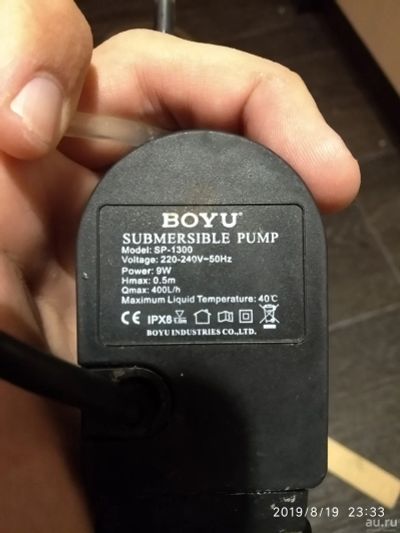 BOYU®
SUBMERSIBLE PUMP
Model: SP-1300
Voltage: 220-240V~50Hz
Power: 9W
Hmax: 0.5m
Qmax: 400L/h
Maximum Liquid Temperature: 40℃
CE IPX8
BOYU INDUSTRIES CO.,LTD.
2019/8/19 23:33
au.ru